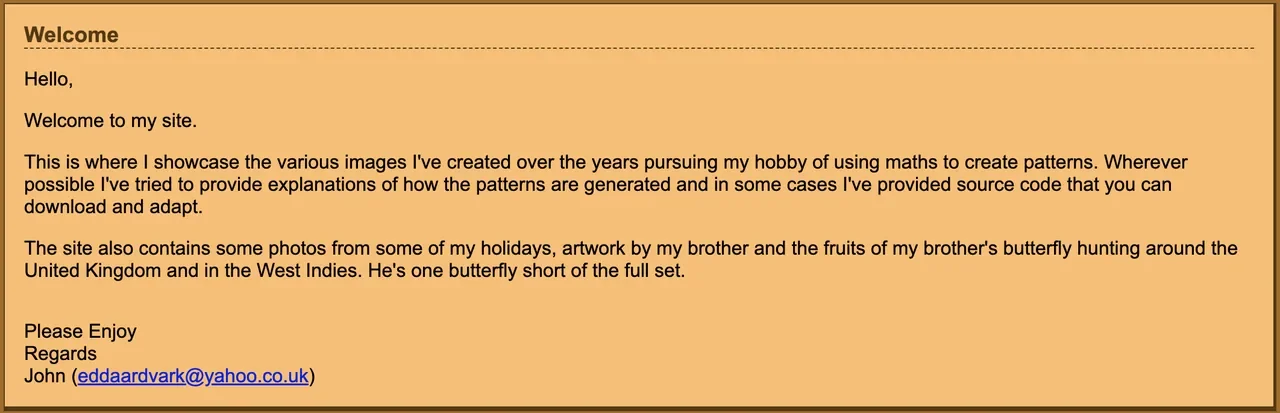 Welcome
Hello,
Welcome to my site.
This is where I showcase the various images I've created over the years pursuing my hobby of using maths to create patterns. Wherever
possible I've tried to provide explanations of how the patterns are generated and in some cases I've provided source code that you can
download and adapt.
The site also contains some photos from some of my holidays, artwork by my brother and the fruits of my brother's butterfly hunting around the
United Kingdom and in the West Indies. He's one butterfly short of the full set.
Please Enjoy
Regards
John (eddaardvark@yahoo.co.uk)